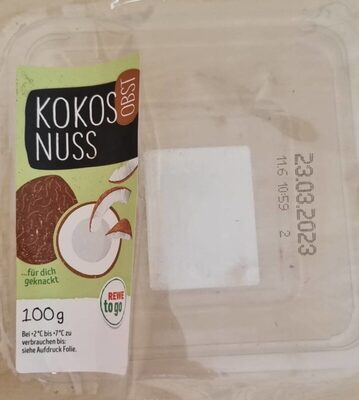 KOKOS
NUSS
OBST
...für dich
geknackt
REWE
to go
100g
Bei +2°C bis +7°C zu
verbrauchen bis:
siehe Aufdruck Folie.
23.03.2023
11.6 10:59 2